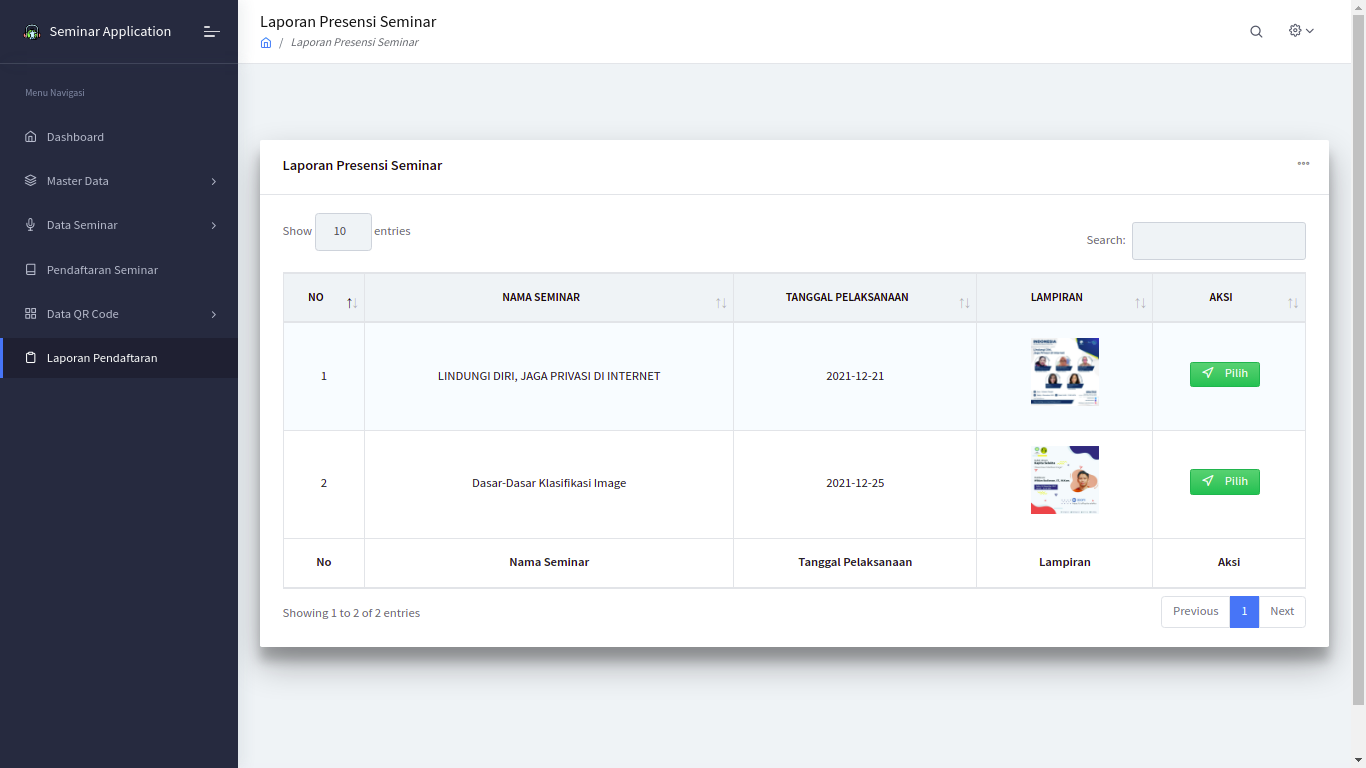 Seminar Application
Laporan Presensi Seminar
/ Laporan Presensi Seminar
Menu Navigasi
Dashboard
Master Data
Data Seminar
Pendaftaran Seminar
Data QR Code
Laporan Pendaftaran
Laporan Presensi Seminar
Show 10 entries
Search:
NO NAMA SEMINAR TANGGAL PELAKSANAAN LAMPIRAN AKSI
1 LINDUNGI DIRI, JAGA PRIVASI DI INTERNET 2021-12-21 Pilih
2 Dasar-Dasar Klasifikasi Image 2021-12-25 Pilih
No Nama Seminar Tanggal Pelaksanaan Lampiran Aksi
Showing 1 to 2 of 2 entries
Previous 1 Next